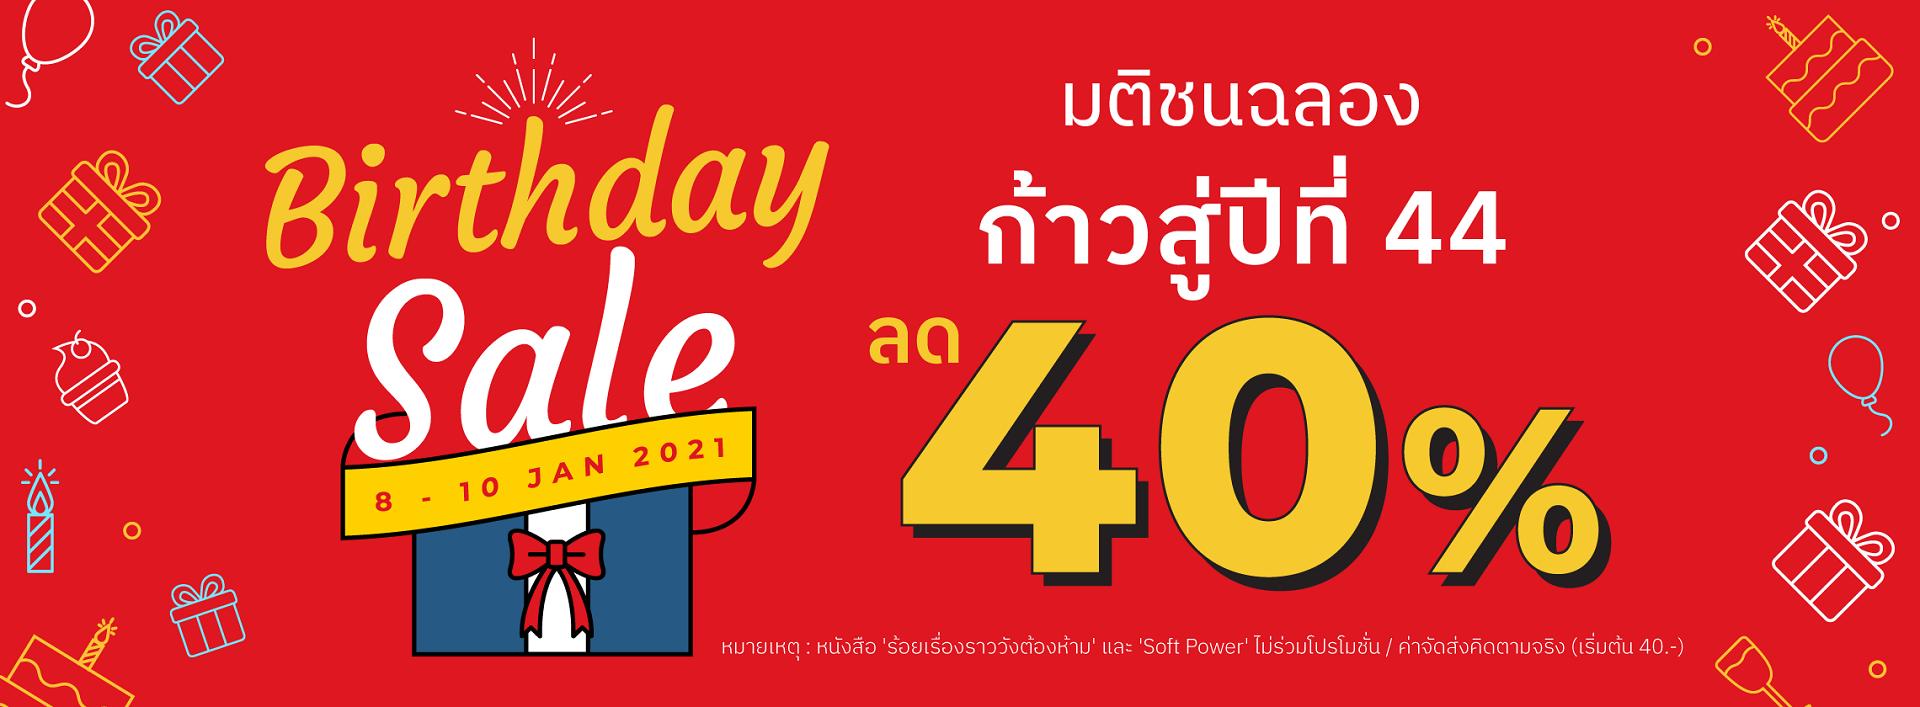 Birthday
Sale
8 - 10 JAN 2021
มติชนฉลอง
ก้าวสู่ปีที่ 44
ลด
40%
หมายเหตุ : หนังสือ 'ร้อยเรื่องราววังต้องห้าม' และ 'Soft Power' ไม่ร่วมโปรโมชั่น / ค่าจัดส่งคิดตามจริง (เริ่มต้น 40.-)